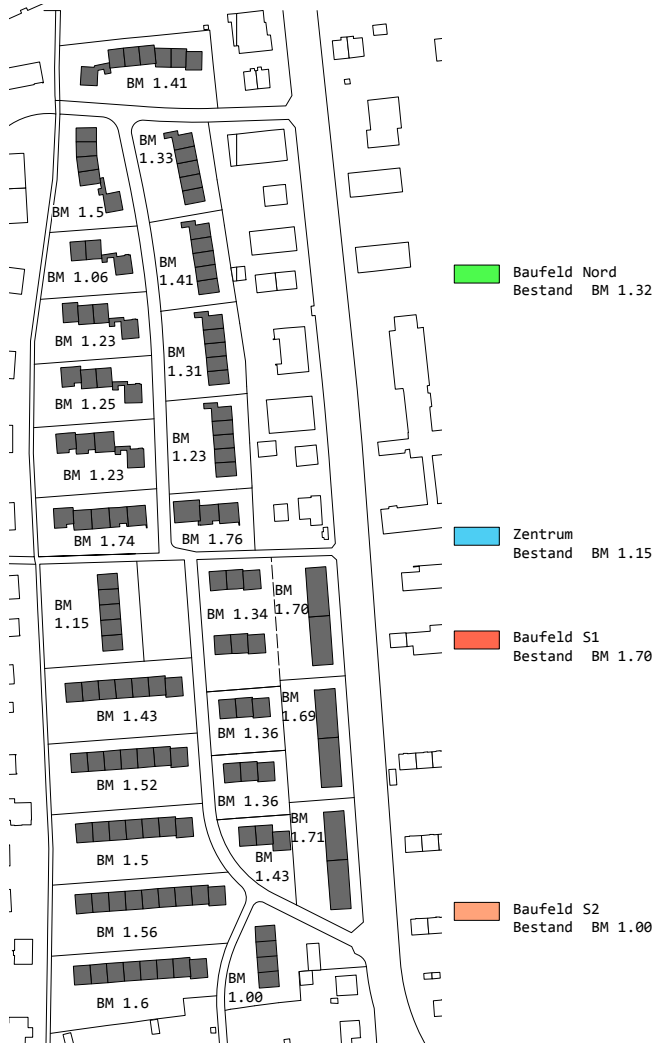 BM 1.41
BM
1.33
BM 1.5
BM
1.41
BM 1.06
Baufeld Nord
Bestand BM 1.32
BM 1.23
BM
1.31
BM 1.25
BM
1.23
BM 1.23
BM 1.74
BM 1.76
Zentrum
Bestand BM 1.15
BM
1.15
BM 1.34
BM
1.70
Baufeld S1
Bestand BM 1.70
BM 1.43
BM
1.69
BM 1.36
BM 1.52
BM 1.36
BM
1.71
BM 1.5
BM
1.43
Baufeld S2
Bestand BM 1.00
BM 1.56
BM
1.00
BM 1.6